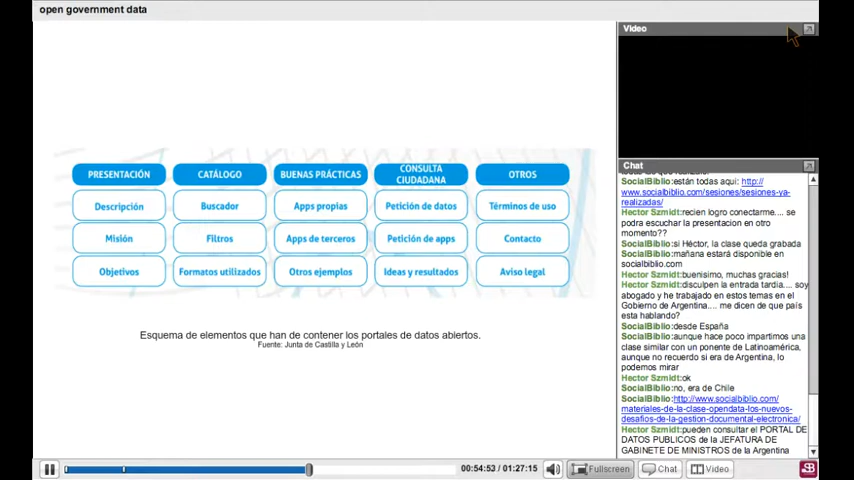 open government data
PRESENTACIÓN
CATÁLOGO
BUENAS PRÁCTICAS
CONSULTA
CIUDADANA
OTROS
Descripción
Buscador
Apps propias
Petición de datos
Términos de uso
Misión
Filtros
Apps de terceros
Petición de apps
Contacto
Objetivos
Formatos utilizados
Otros ejemplos
Ideas y resultados
Aviso legal
Esquema de elementos que han de contener los portales de datos abiertos.
Fuente: Junta de Castilla y León
Video
Chat
SocialBiblio:están todas aqui: http://
www.socialbiblio.com/sesiones/sesiones-ya-
realizadas/
Hector Szmidt:recien logro conectarme.... se
podra escuchar la presentacion en otro
momento??
SocialBiblio:si Héctor, la clase queda grabada
SocialBiblio:mañana estará disponible en
socialbiblio.com
Hector Szmidt:buenisimo, muchas gracias!
Hector Szmidt:disculpen la entrada tardia.... soy
abogado y he trabajado en estos temas en el
Gobierno de Argentina.... me dicen de que país
esta hablando?
SocialBiblio:desde España
SocialBiblio:aunque hace poco impartimos una
clase similar con un ponente de Latinoamérica,
aunque no recuerdo si era de Argentina, lo
podemos mirar
Hector Szmidt:ok
SocialBiblio:no, era de Chile
SocialBiblio:http://www.socialbiblio.com/
materiales-de-la-clase-opendata-los-nuevos-
desafios-de-la-gestion-documental-electronica/
Hector Szmidt:pueden consultar el PORTAL DE
DATOS PUBLICOS de la JEFATURA DE
GABINETE DE MINISTROS de la Argentina
00:54:53 / 01:27:15
Fullscreen
Chat
Video
SB